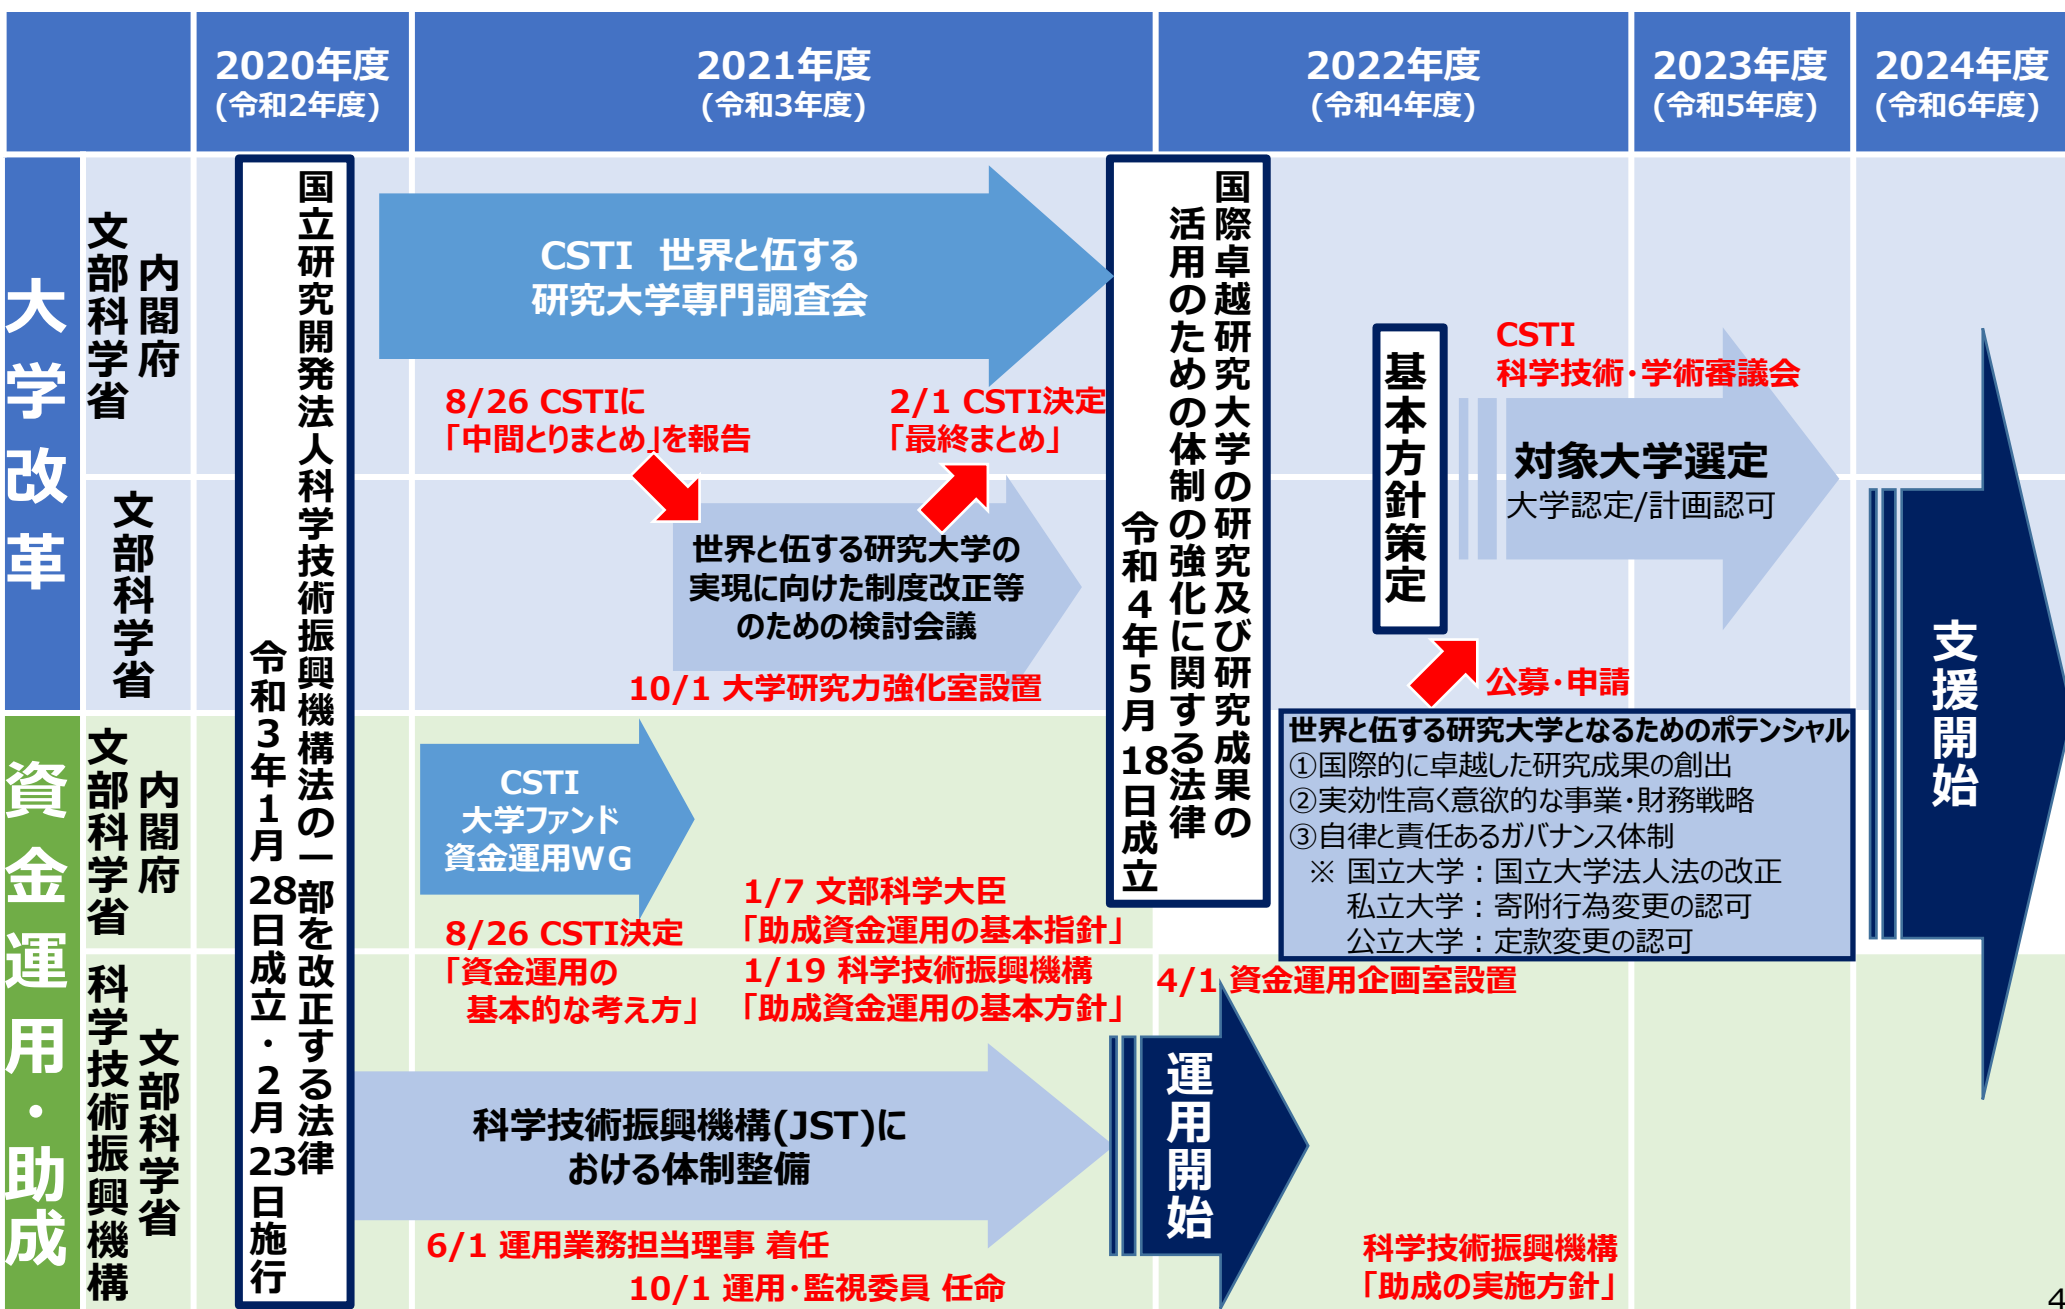 2020年度
(令和2年度)
2021年度
(令和3年度)
2022年度
(令和4年度)
2023年度
(令和5年度)
2024年度
(令和6年度)
大学改革
内閣府
文部科学省
文部科学省
資金運用・助成
内閣府
文部科学省
文部科学省
科学技術振興機構
国立研究開発法人科学技術振興機構法の一部を改正する法律
令和3年1月28日成立・2月23日施行
CSTI 世界と伍する
研究大学専門調査会
8/26 CSTIに
「中間とりまとめ」を報告
2/1 CSTI決定
「最終まとめ」
世界と伍する研究大学の
実現に向けた制度改正等
のための検討会議
10/1 大学研究力強化室設置
国際卓越研究大学の研究及び研究成果の
活用のための体制の強化に関する法律
令和4年5月18日成立
基本方針策定
CSTI
科学技術・学術審議会
対象大学選定
大学認定/計画認可
公募・申請
世界と伍する研究大学となるためのポテンシャル
①国際的に卓越した研究成果の創出
②実効性高く意欲的な事業・財務戦略
③自律と責任あるガバナンス体制
※ 国立大学：国立大学法人法の改正
私立大学：寄附行為変更の認可
公立大学：定款変更の認可
支援開始
CSTI
大学ファンド
資金運用WG
8/26 CSTI決定
「資金運用の
基本的な考え方」
1/7 文部科学大臣
「助成資金運用の基本指針」
1/19 科学技術振興機構
「助成資金運用の基本方針」
4/1 資金運用企画室設置
科学技術振興機構(JST)に
おける体制整備
運用開始
6/1 運用業務担当理事 着任
10/1 運用・監視委員 任命
科学技術振興機構
「助成の実施方針」
4